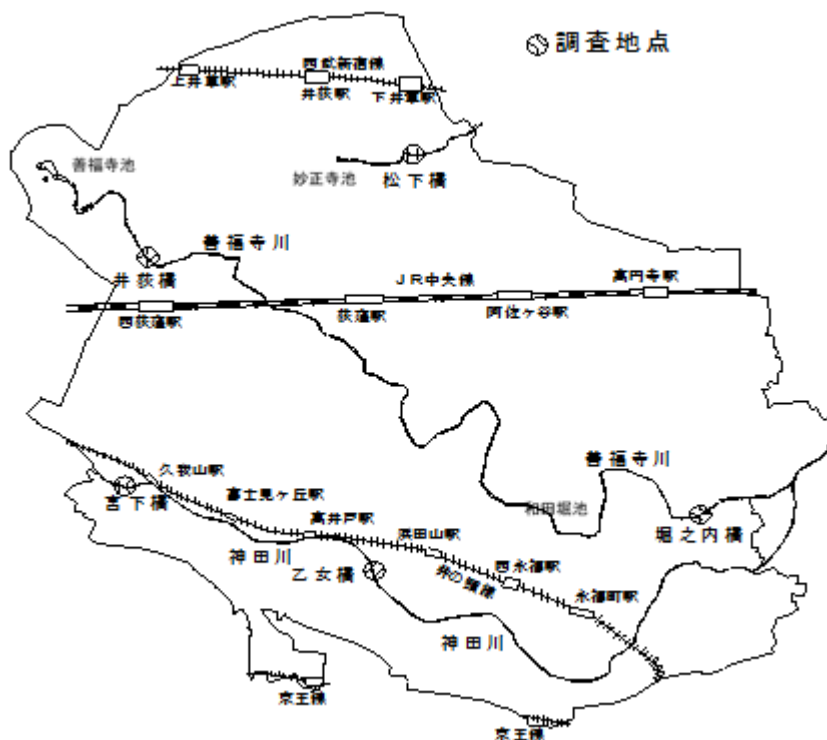 調査地点
西武新宿線
上井草駅
井荻駅
下井草駅
善福寺池
妙正寺池
松下橋
善福寺川
井荻橋
JR中央線
高円寺駅
西荻窪駅
荻窪駅
阿佐ヶ谷駅
久我山駅
善福寺川
宮下橋
富士見ヶ丘駅
和田堀池
高井戸駅
浜田山駅
堀之内橋
神田川
乙女橋
井の頭線
西永福駅
永福町駅
神田川
京王線
京王線